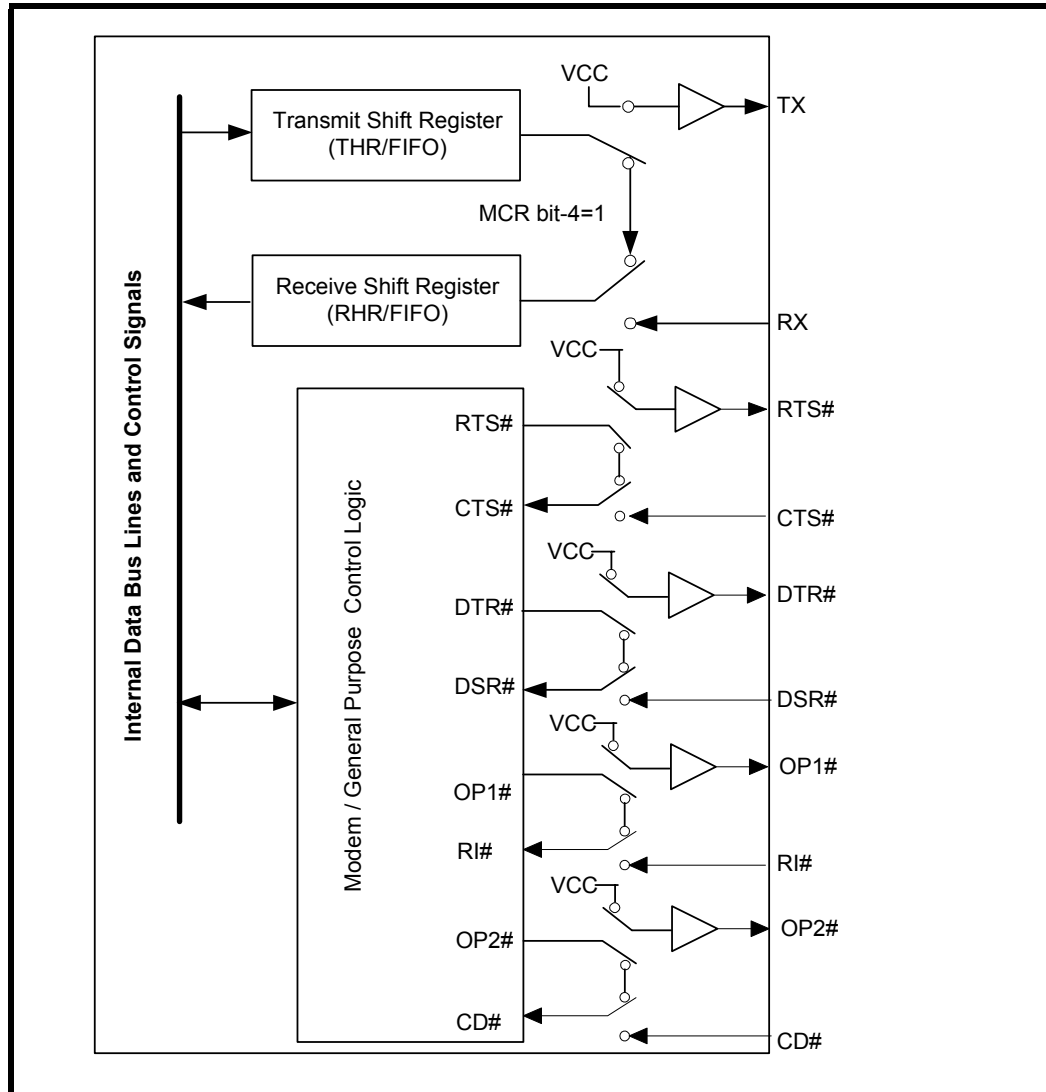 VCC
TX
Transmit Shift Register
(THR/FIFO)
MCR bit-4=1
Receive Shift Register
(RHR/FIFO)
RX
Internal Data Bus Lines and Control Signals
Modem / General Purpose Control Logic
VCC
RTS#
RTS#
CTS#
CTS#
VCC
DTR#
DTR#
DSR#
DSR#
VCC
OP1#
OP1#
RI#
RI#
VCC
OP2#
OP2#
CD#
CD#